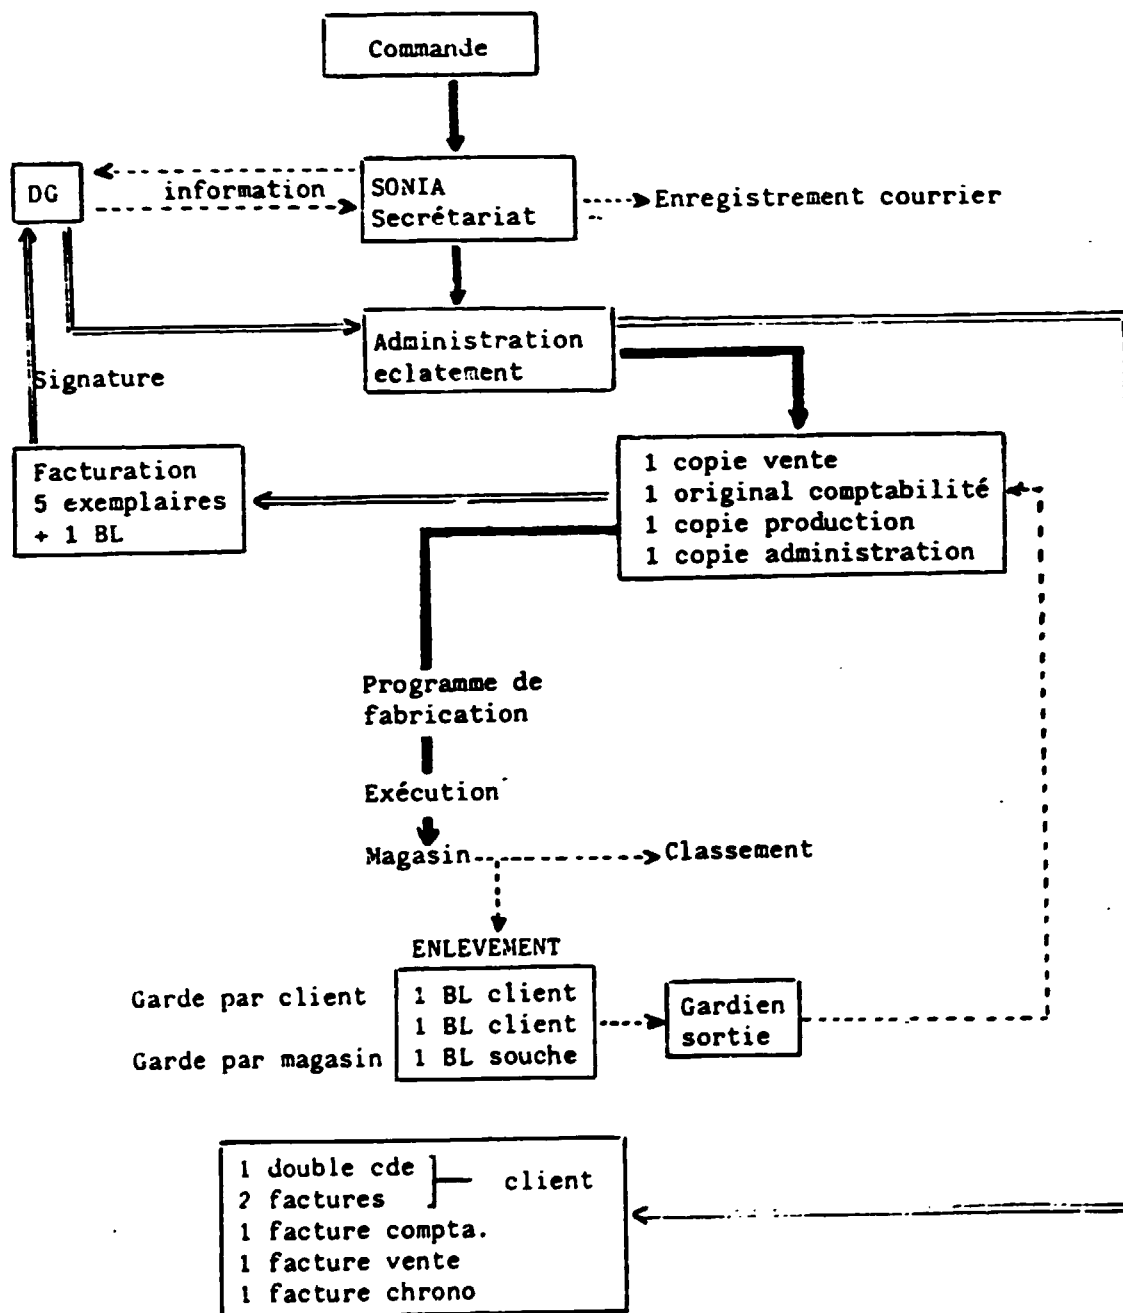 Commande
DG
information
SONIA
Secrétariat
Enregistrement courrier
Administration
eclatement
Signature
Facturation
5 exemplaires
+ 1 BL
1 copie vente
1 original comptabilité
1 copie production
1 copie administration
Programme de
fabrication
Exécution
Magasin
Classement
ENLEVEMENT
Garde par client
1 BL client
1 BL client
Garde par magasin
1 BL souche
Gardien
sortie
1 double cde
2 factures
client
1 facture compta.
1 facture vente
1 facture chrono